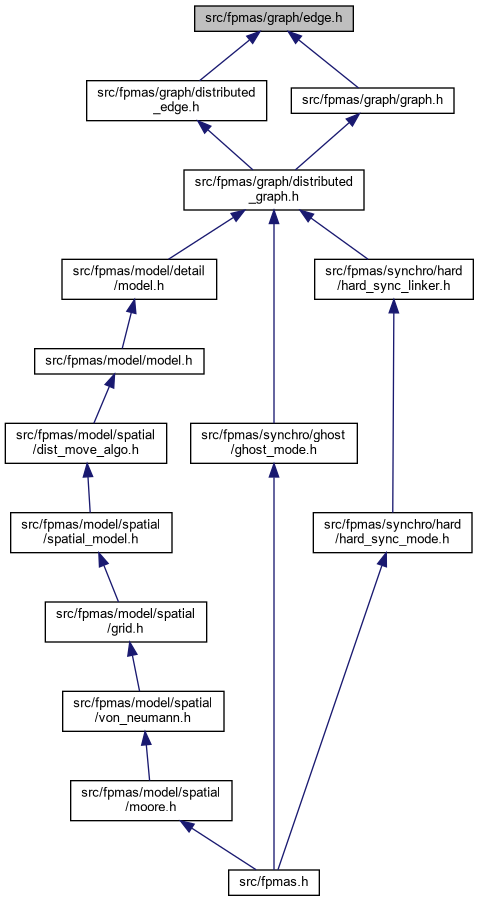 src/fpmas/graph/edge.h
src/fpmas/graph/distributed
_edge.h
src/fpmas/graph/graph.h
src/fpmas/graph/distributed
_graph.h
src/fpmas/model/detail
/model.h
src/fpmas/synchro/hard
/hard_sync_linker.h
src/fpmas/model/model.h
src/fpmas/model/spatial
/dist_move_algo.h
src/fpmas/synchro/ghost
/ghost_mode.h
src/fpmas/model/spatial
/spatial_model.h
src/fpmas/synchro/hard
/hard_sync_mode.h
src/fpmas/model/spatial
/grid.h
src/fpmas/model/spatial
/von_neumann.h
src/fpmas/model/spatial
/moore.h
src/fpmas.h